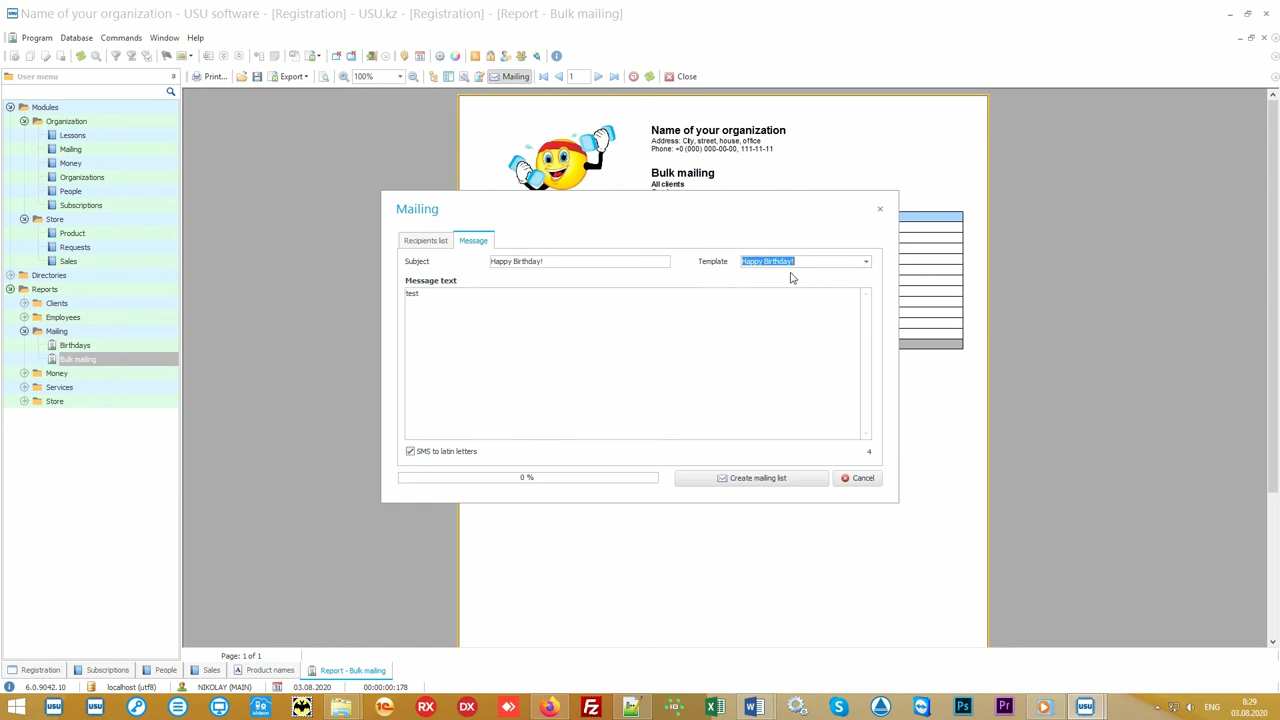 Name of your organization - USU software - [Registration] - USU.kz - [Registration] - [Report - Bulk mailing]
Program Database Commands Window Help
User menu
Print... Export 100% Mailing 1 Close
Modules
Organization
Lessons
Mailing
Money
Organizations
People
Subscriptions
Store
Product
Requests
Sales
Directories
Reports
Clients
Employees
Mailing
Birthdays
Bulk mailing
Money
Services
Store
Name of your organization
Address: City, street, house, office
Phone: +0 (000) 000-00-00, 111-11-11
Bulk mailing
All clients
Mailing
Recipients list Message
Subject Happy Birthday! Template Happy Birthday!
Message text
test
SMS to latin letters 4
0 % Create mailing list Cancel
Page: 1 of 1
Registration Subscriptions People Sales Product names Report - Bulk mailing
6.0.9042.10 localhost (utf8) NIKOLAY (MAIN) 03.08.2020 00:00:00:178
USU USU RX DX Ps Pr USU ENG 8:29
03.08.2020